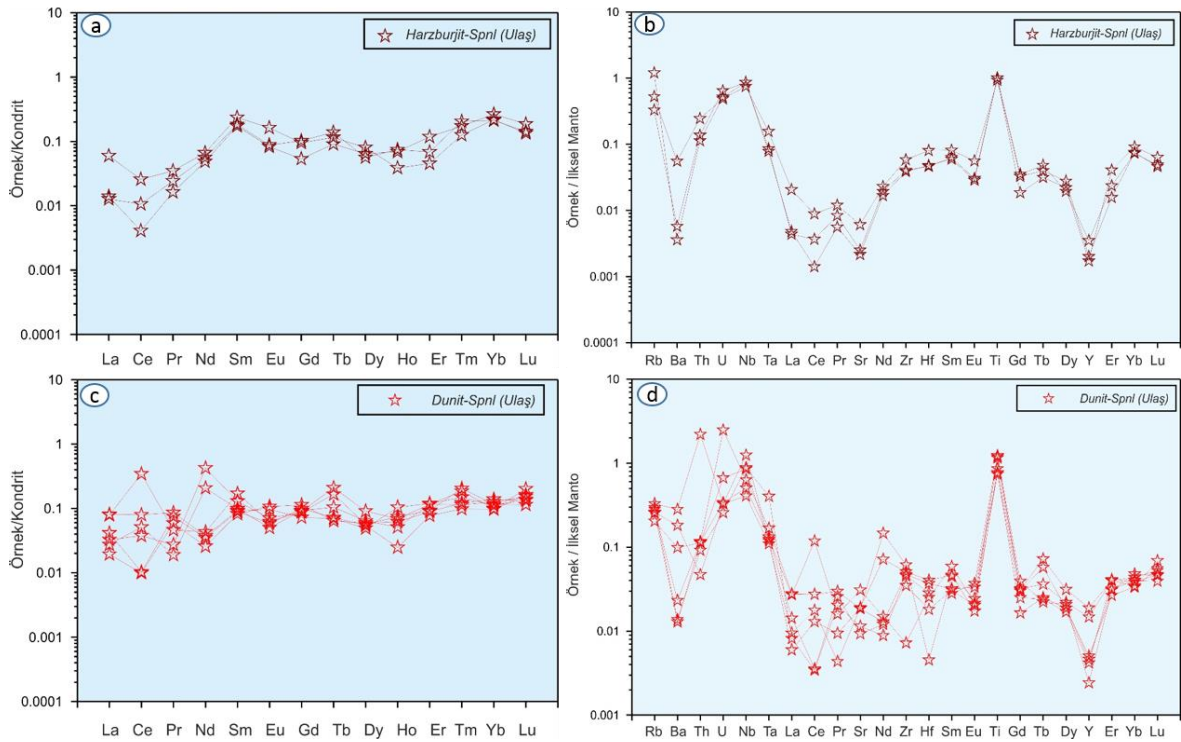 a
Harzburjit-Spnl (Ulaş)
Örnek/Kondrit
10
1
0.1
0.01
0.001
0.0001
La Ce Pr Nd Sm Eu Gd Tb Dy Ho Er Tm Yb Lu
b
Harzburjit-Spnl (Ulaş)
Örnek / İlksel Manto
10
1
0.1
0.01
0.001
0.0001
Rb Ba Th U Nb Ta La Ce Pr Sr Nd Zr Hf Sm Eu Ti Gd Tb Dy Y Er Yb Lu
c
Dunit-Spnl (Ulaş)
Örnek/Kondrit
10
1
0.1
0.01
0.001
0.0001
La Ce Pr Nd Sm Eu Gd Tb Dy Ho Er Tm Yb Lu
d
Dunit-Spnl (Ulaş)
Örnek / İlksel Manto
10
1
0.1
0.01
0.001
Rb Ba Th U Nb Ta La Ce Pr Sr Nd Zr Hf Sm Eu Ti Gd Tb Dy Y Er Yb Lu